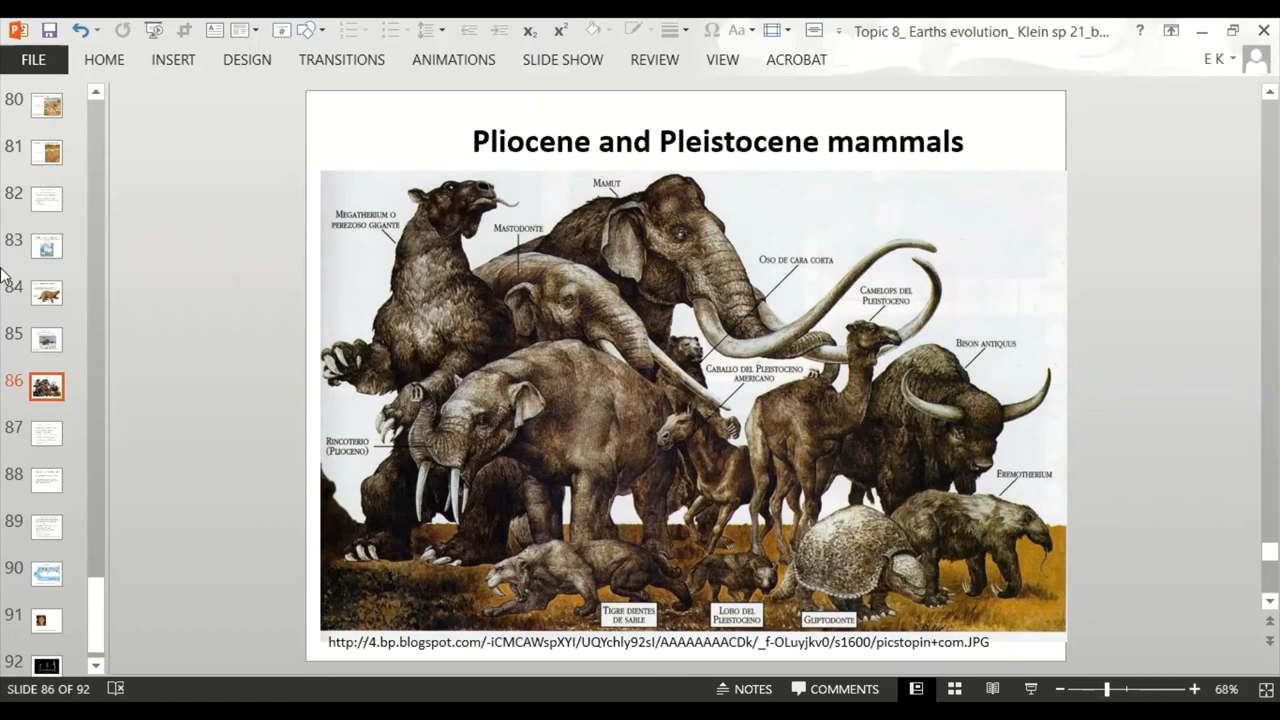 Topic 8_ Earths evolution_ Klein sp 21_b...
FILE HOME INSERT DESIGN TRANSITIONS ANIMATIONS SLIDE SHOW REVIEW VIEW ACROBAT E K
80
81
82
83
84
85
86
87
88
89
90
91
92
Pliocene and Pleistocene mammals
MAMUT
MEGATHERIUM O
PEREZOSO GIGANTE
MASTODONTE
OSO DE CARA CORTA
CAMELOPS DEL
PLEISTOCENO
BISON ANTIQUUS
CABALLO DEL PLEISTOCENO
AMERICANO
RINCOTERIO
(PLIOCENO)
EREMOTHERIUM
TIGRE DIENTES
DE SABLE
LOBO DEL
PLEISTOCENO
GLIPTODONTE
http://4.bp.blogspot.com/-iCMCAWspXYI/UQYchly92sI/AAAAAAAACDk/_f-OLuyjkv0/s1600/picstopin+com.JPG
SLIDE 86 OF 92 NOTES COMMENTS 68%